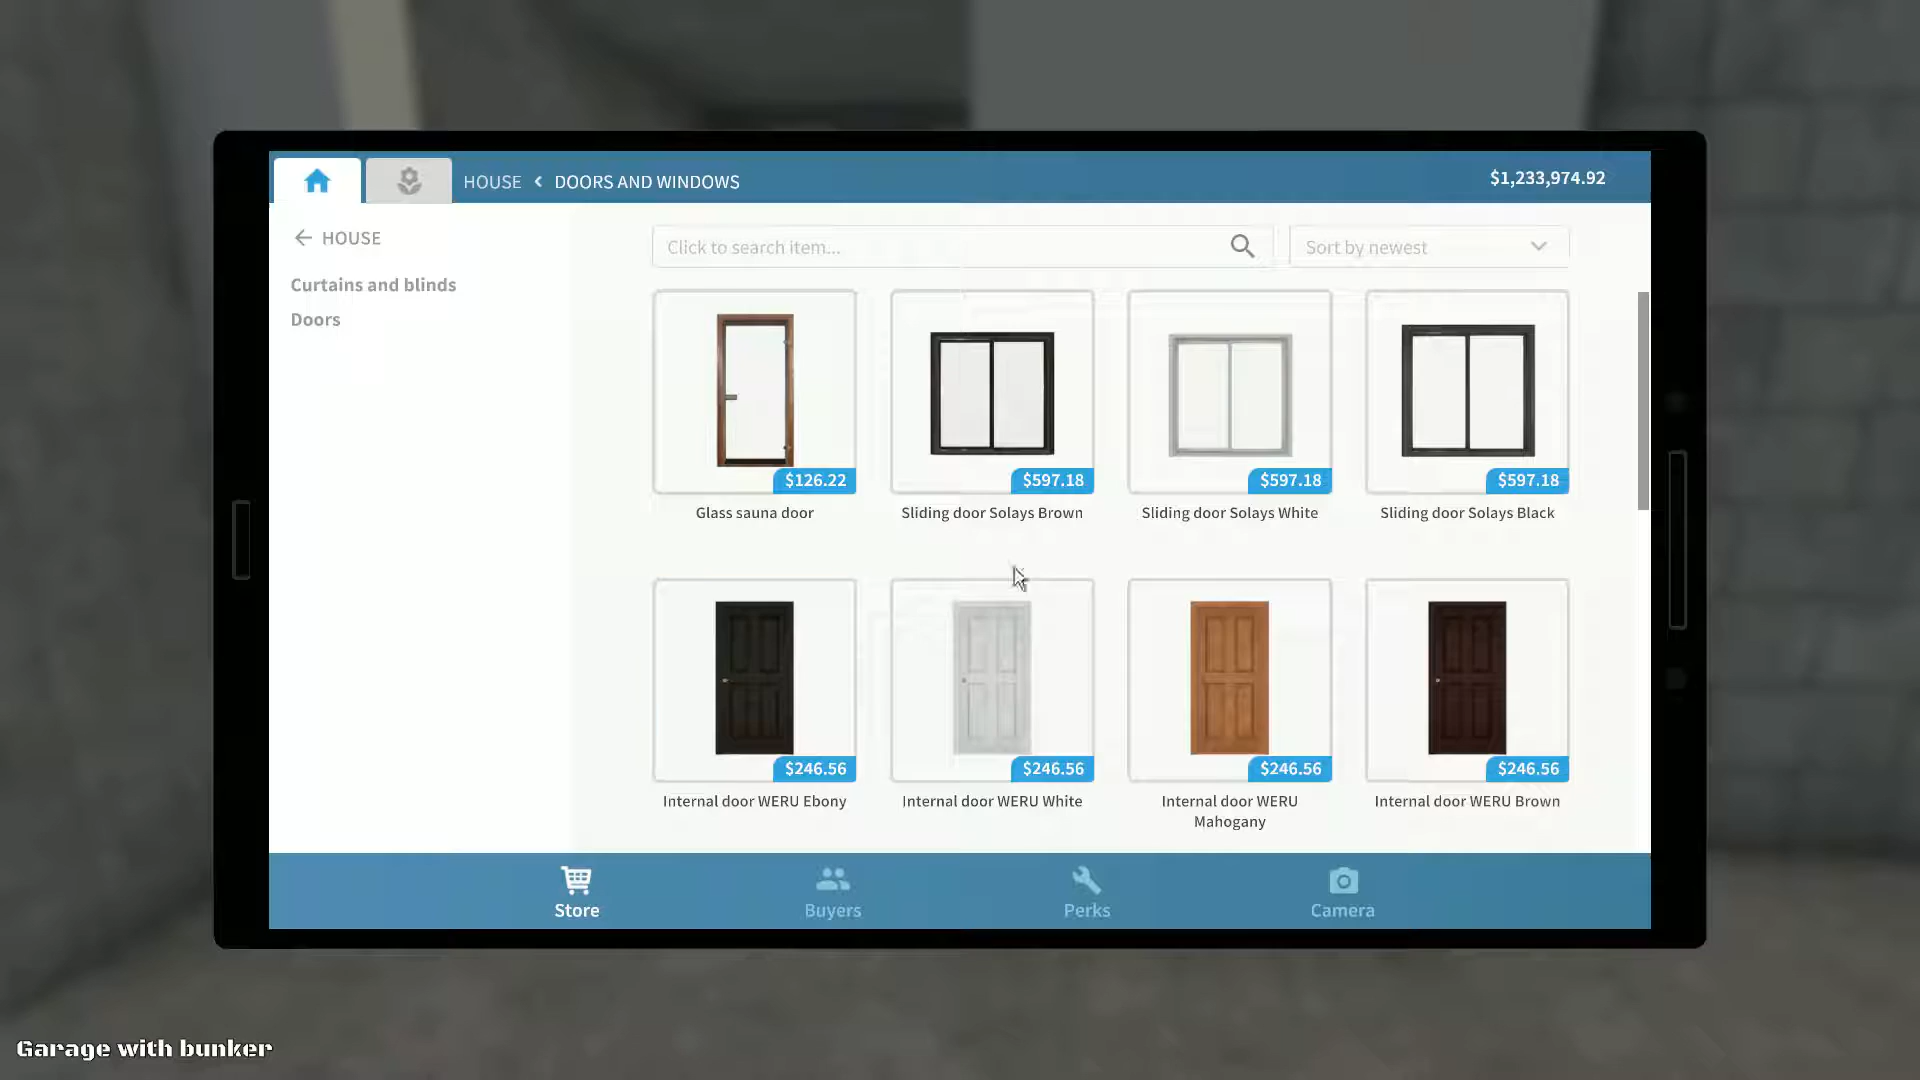 HOUSE < DOORS AND WINDOWS
$1,233,974.92
HOUSE
Curtains and blinds
Doors
Click to search item...
Sort by newest
$126.22
$597.18
$597.18
$597.18
Glass sauna door
Sliding door Solays Brown
Sliding door Solays White
Sliding door Solays Black
$246.56
$246.56
$246.56
$246.56
Internal door WERU Ebony
Internal door WERU White
Internal door WERU
Mahogany
Internal door WERU Brown
Store
Buyers
Perks
Camera
Garage with bunker